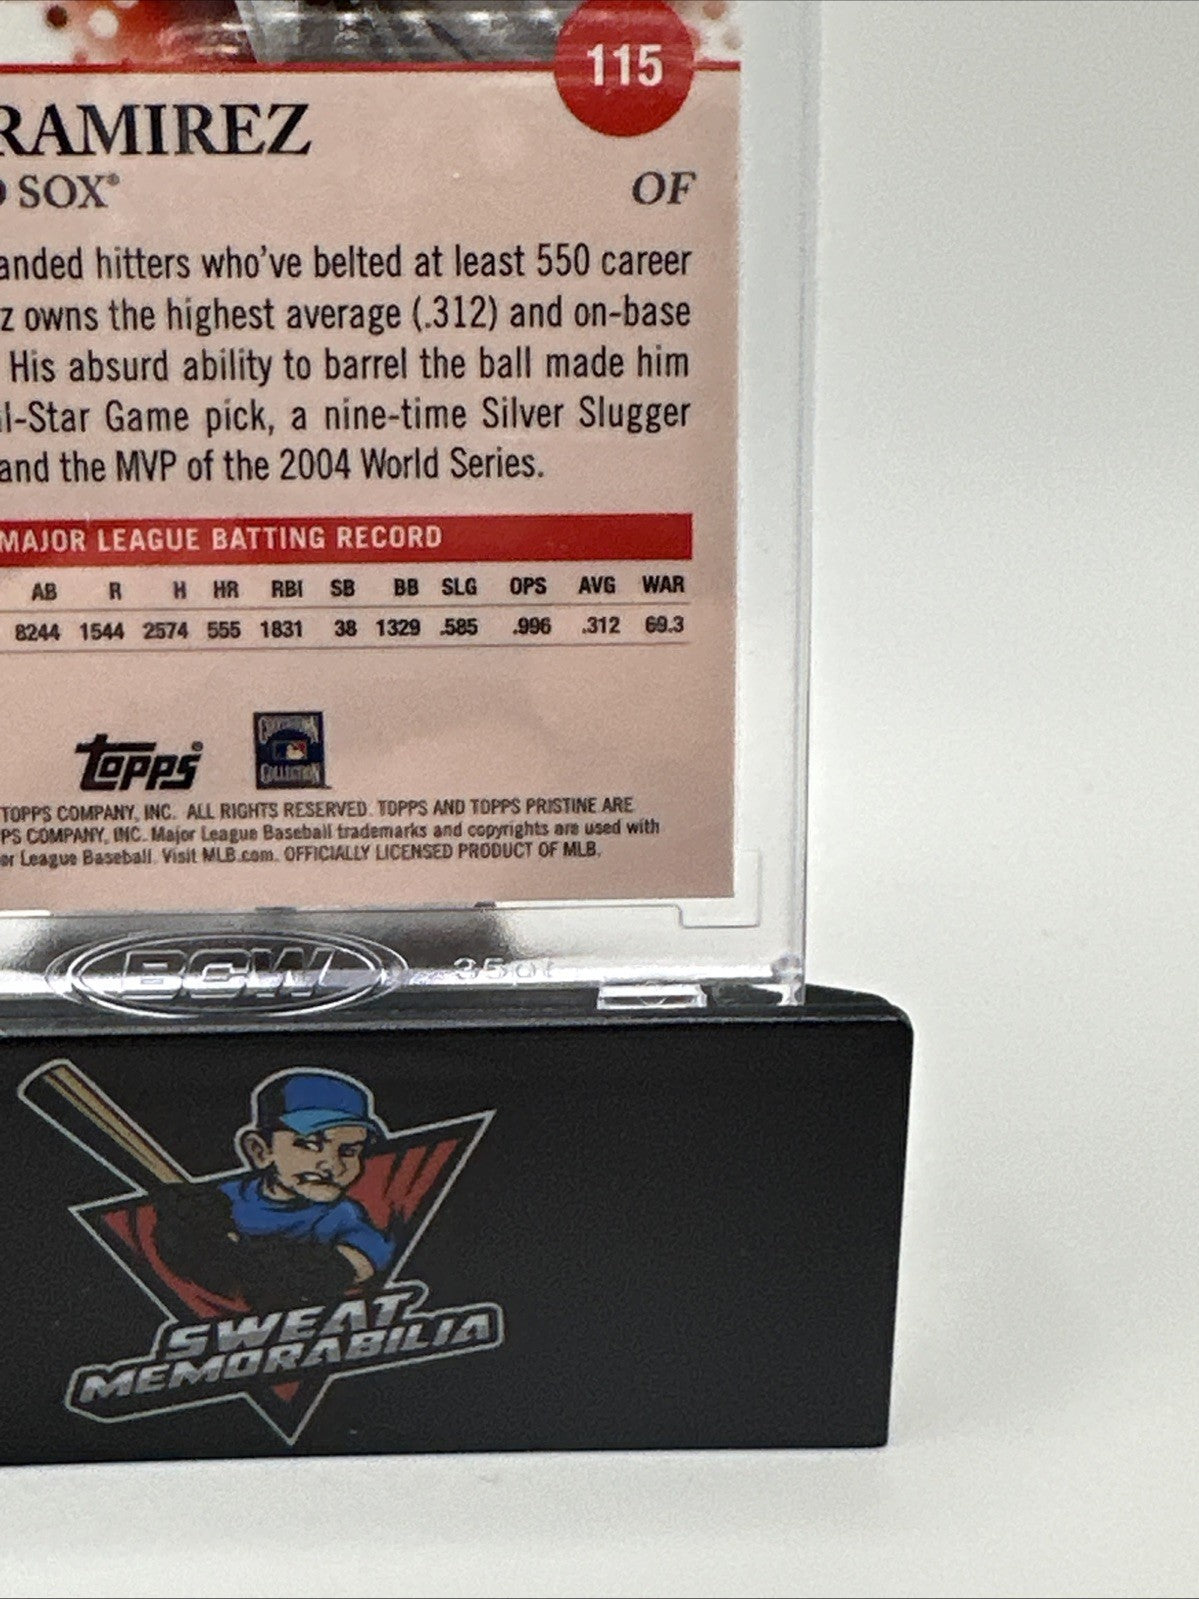 115
RAMIREZ
SOX®
OF
anded hitters who've belted at least 550 career
z owns the highest average (.312) and on-base
His absurd ability to barrel the ball made him
l-Star Game pick, a nine-time Silver Slugger
and the MVP of the 2004 World Series.
MAJOR LEAGUE BATTING RECORD
AB R H HR RBI SB BB SLG OPS AVG WAR
8244 1544 2574 555 1831 38 1329 .585 .996 .312 69.3
topps®
COOPERSTOWN
COLLECTION
TOPPS COMPANY, INC. ALL RIGHTS RESERVED. TOPPS AND TOPPS PRISTINE ARE
PS COMPANY, INC. Major League Baseball trademarks and copyrights are used with
or League Baseball. Visit MLB.com. OFFICIALLY LICENSED PRODUCT OF MLB.
BCW
35pt
SWEAT
MEMORABILIA